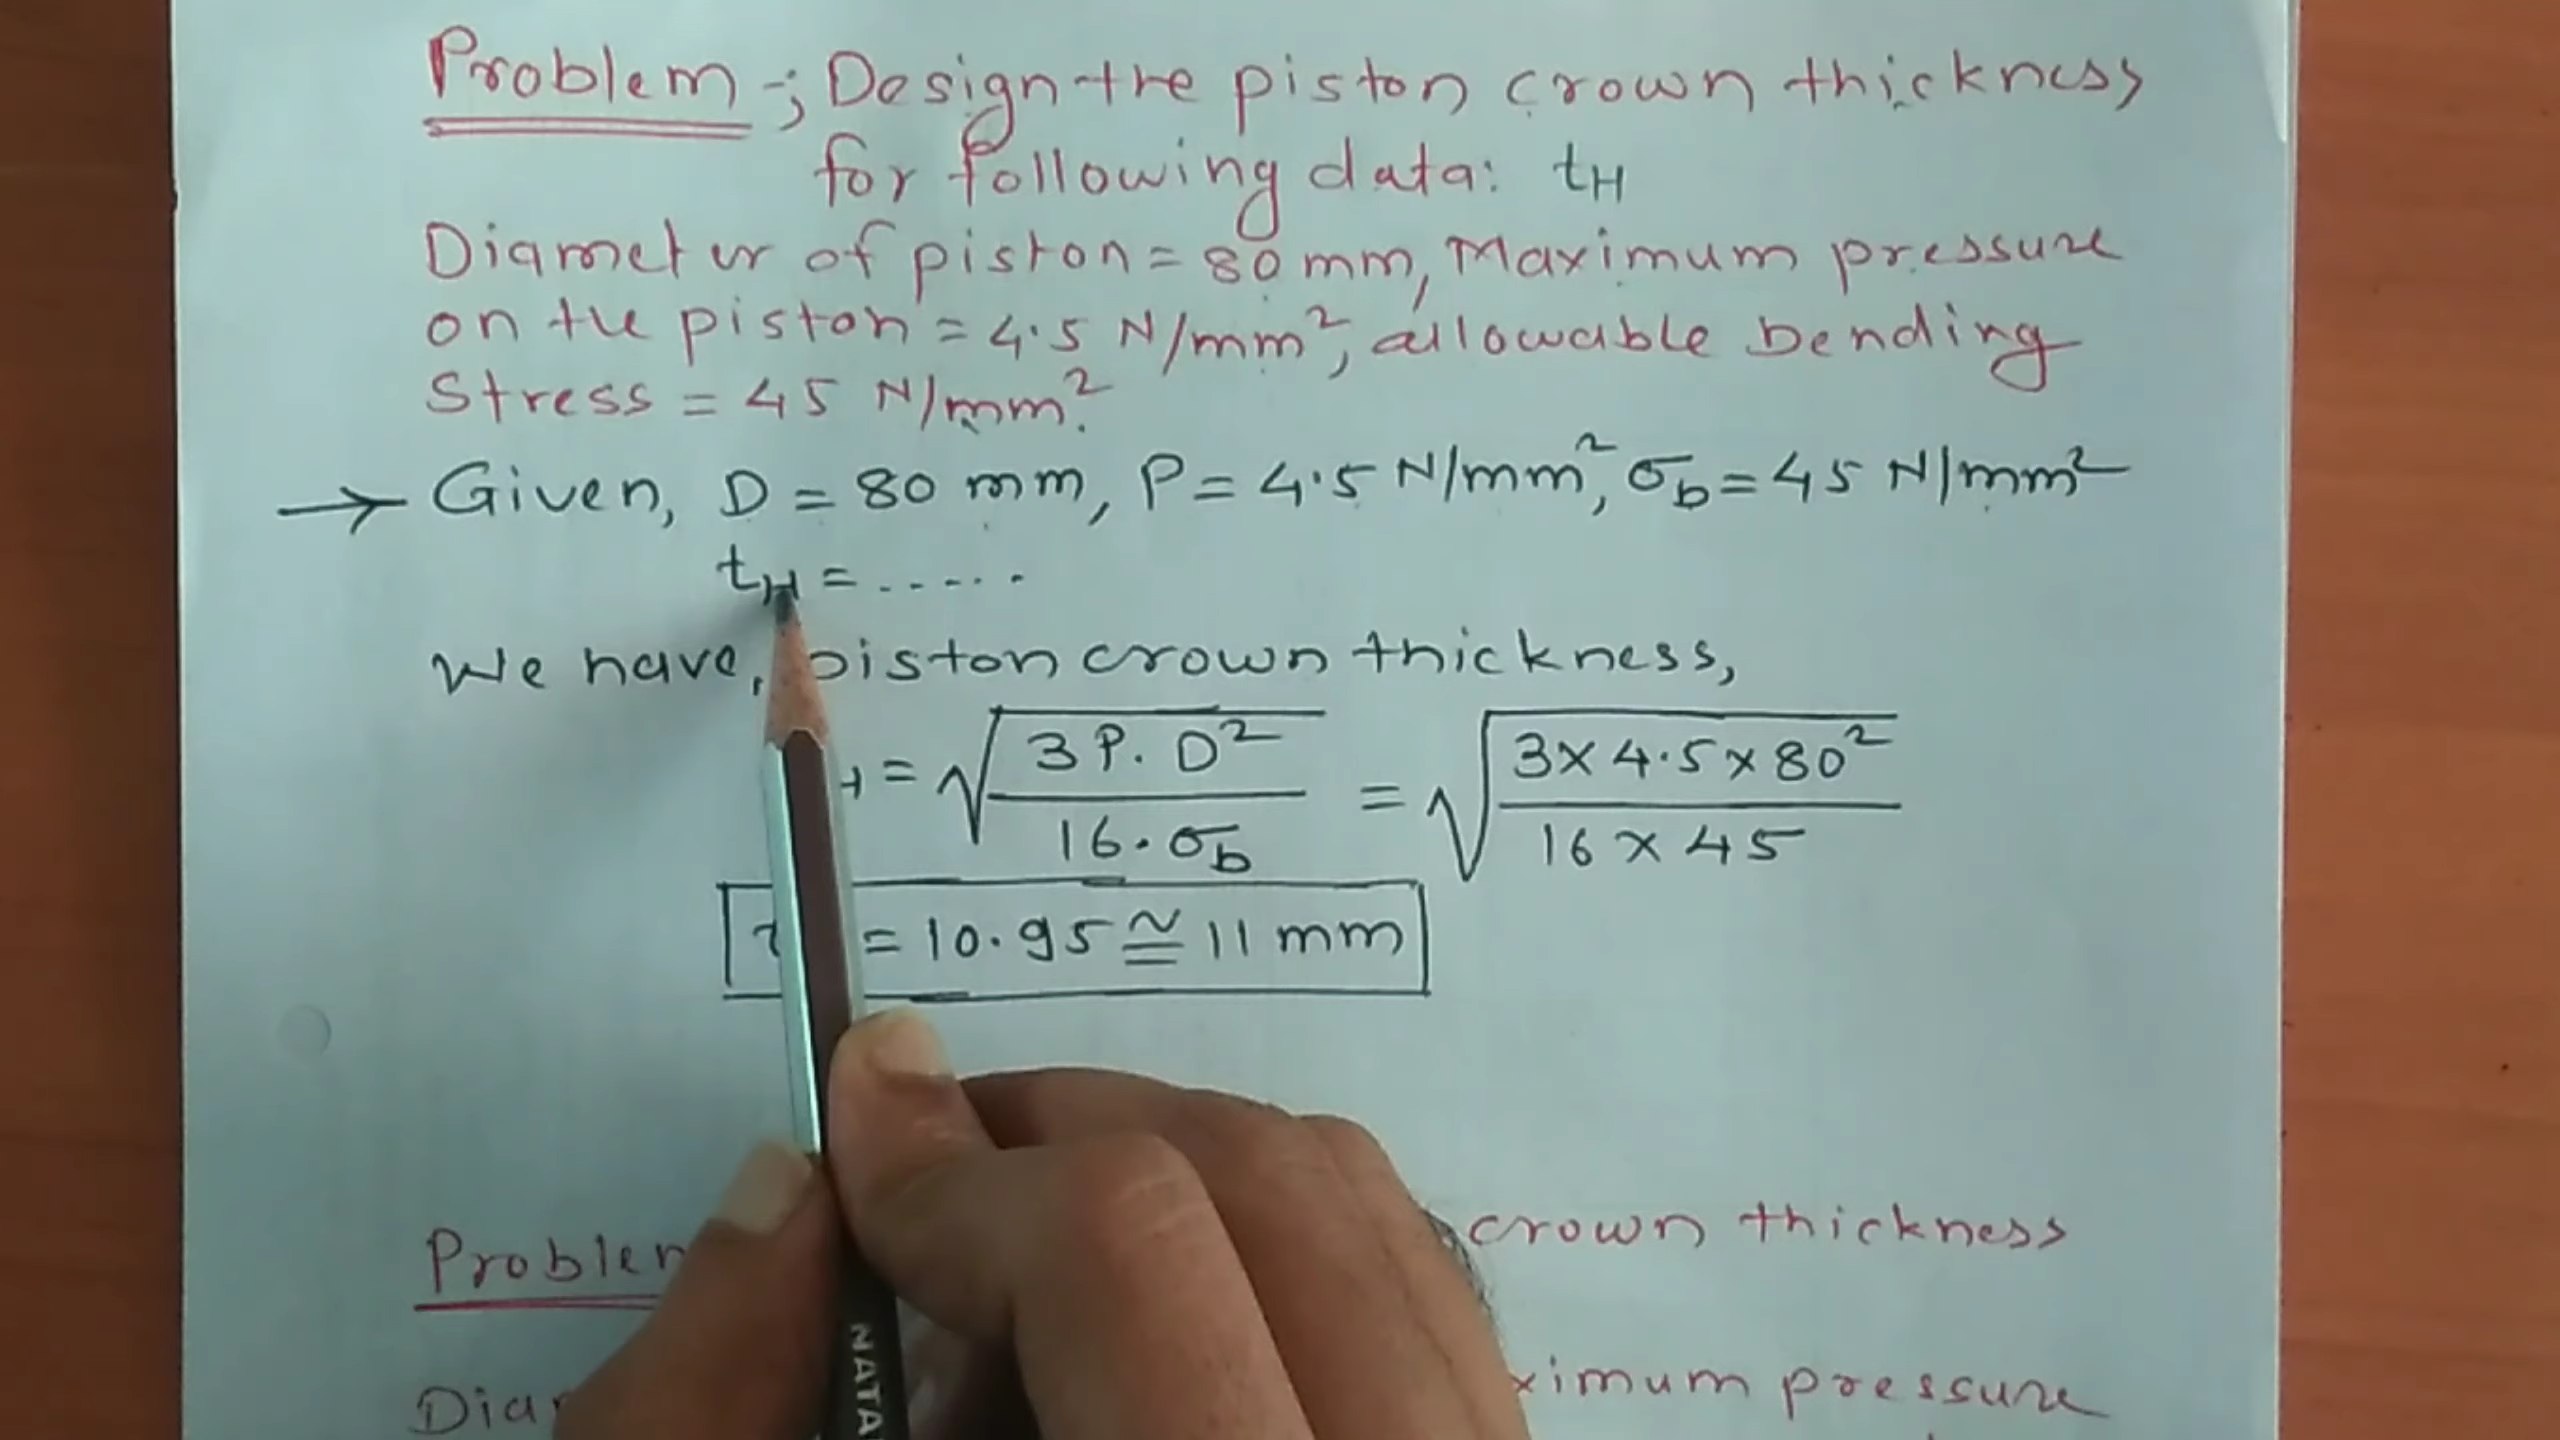 Problem -; Design the piston crown thickness
for following data: tH
Diameter of piston = 80 mm, Maximum pressure
on the piston = 4.5 N/mm², allowable bending
Stress = 45 N/mm².
→ Given, D = 80 mm, P = 4.5 N/mm², σb = 45 N/mm²
tH = .....
We have, piston crown thickness,
H = √(3P.D² / 16.σb) = √(3×4.5×80² / 16×45)
t = 10.95 ≅ 11 mm
Problem crown thickness
pressure
NATA